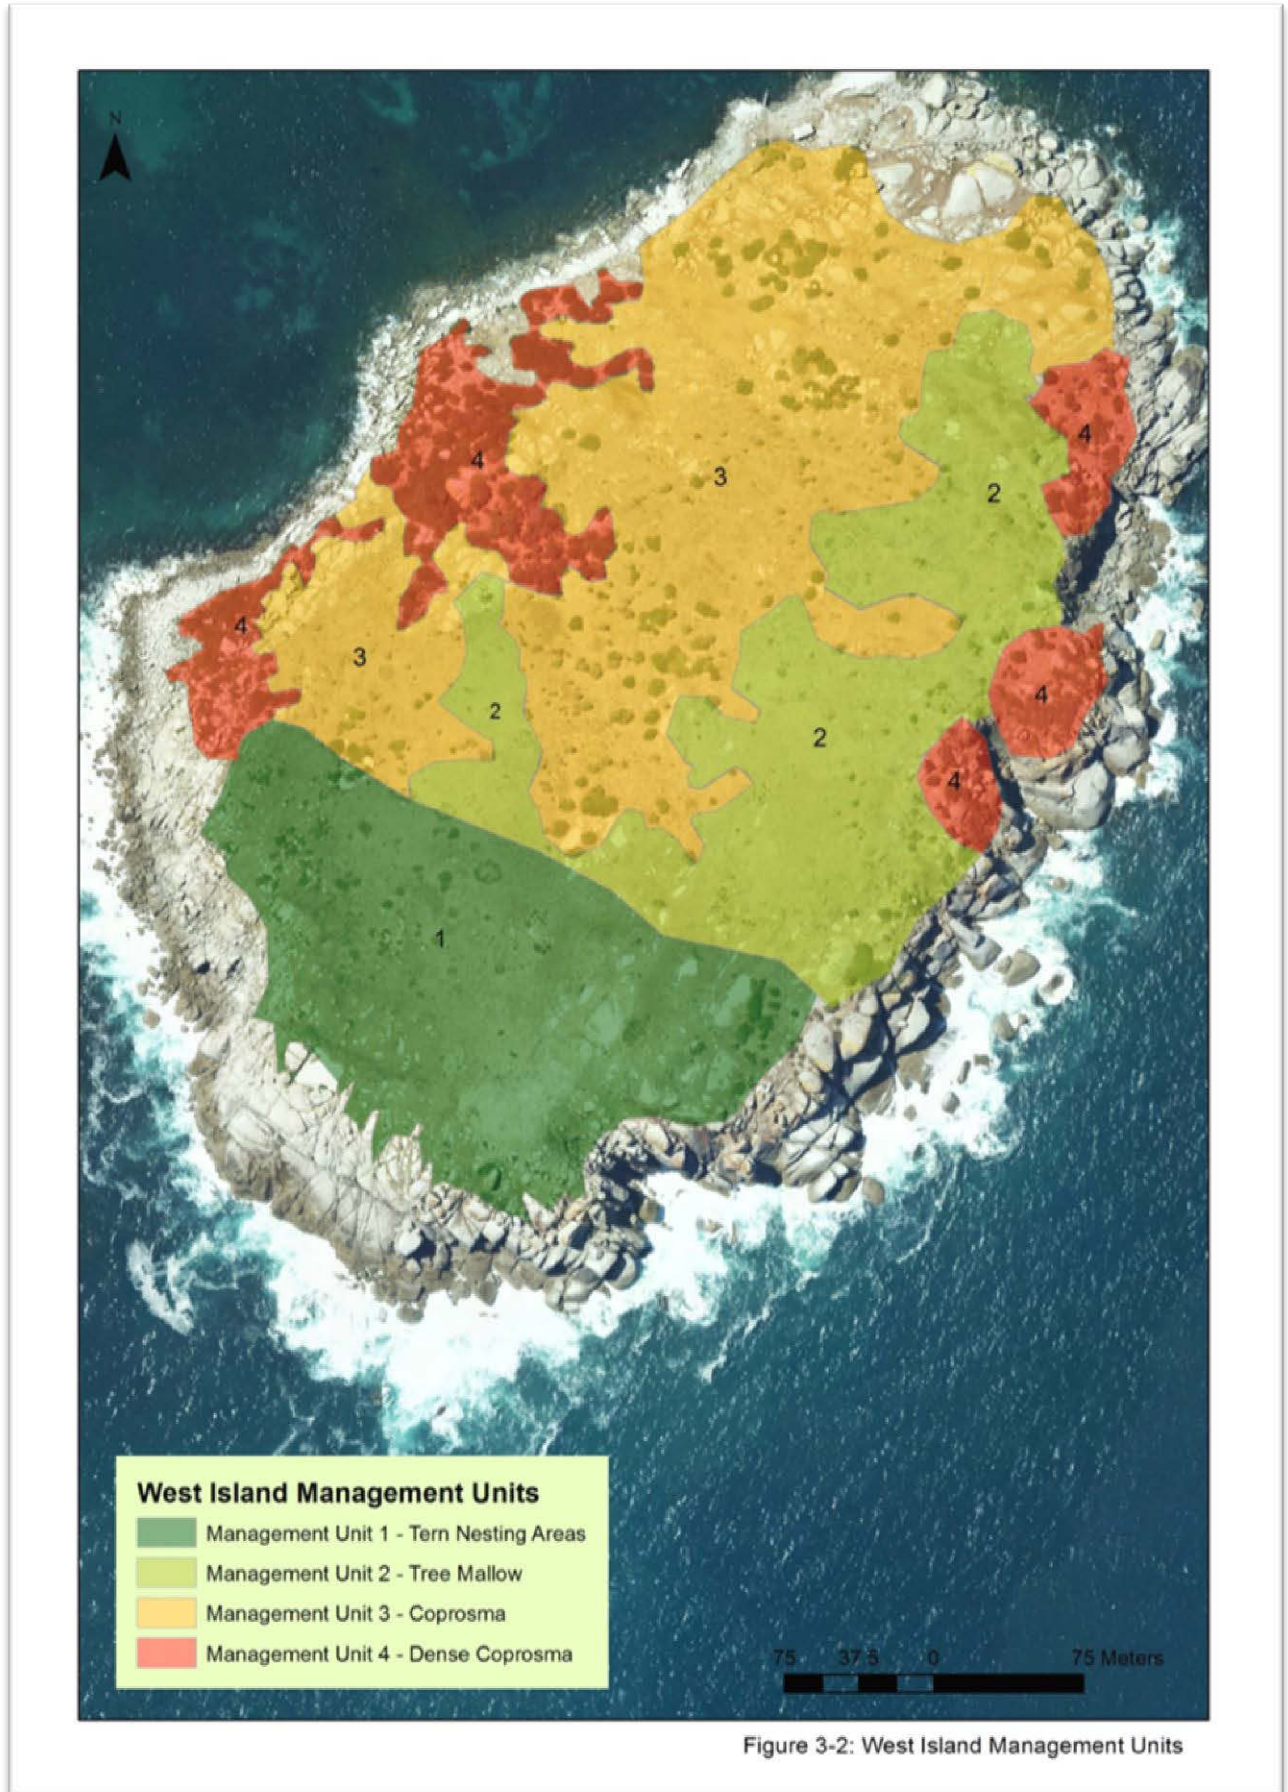 N
4
4
3
2
4
3
4
2
2
4
1
West Island Management Units
Management Unit 1 - Tern Nesting Areas
Management Unit 2 - Tree Mallow
Management Unit 3 - Coprosma
Management Unit 4 - Dense Coprosma
75 37.5 0 75 Meters
Figure 3-2: West Island Management Units